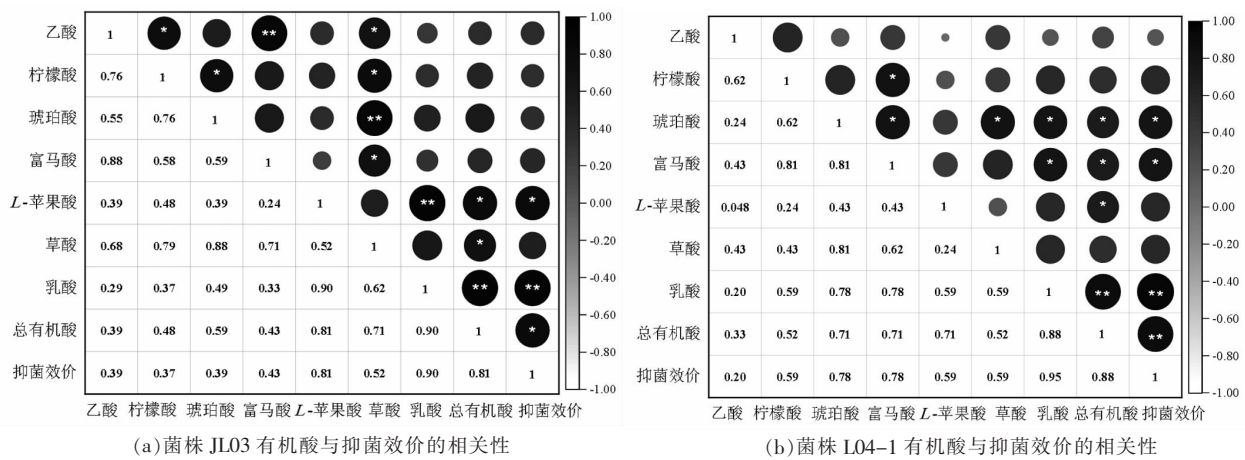 乙酸 1 * ** * 1.00
柠檬酸 0.76 1 * * 0.80
琥珀酸 0.55 0.76 1 ** 0.60
0.40
富马酸 0.88 0.58 0.59 1 * 0.20
L-苹果酸 0.39 0.48 0.39 0.24 1 ** * * 0.00
草酸 0.68 0.79 0.88 0.71 0.52 1 * -0.20
-0.40
乳酸 0.29 0.37 0.49 0.33 0.90 0.62 1 ** ** -0.60
总有机酸 0.39 0.48 0.59 0.43 0.81 0.71 0.90 1 * -0.80
抑菌效价 0.39 0.37 0.39 0.43 0.81 0.52 0.90 0.81 1 -1.00
乙酸 柠檬酸 琥珀酸 富马酸 L-苹果酸 草酸 乳酸 总有机酸 抑菌效价
(a)菌株 JL03 有机酸与抑菌效价的相关性
乙酸 1 1.00
柠檬酸 0.62 1 * 0.80
琥珀酸 0.24 0.62 1 * * * * * 0.60
0.40
富马酸 0.43 0.81 0.81 1 * * * 0.20
L-苹果酸 0.048 0.24 0.43 0.43 1 * 0.00
草酸 0.43 0.43 0.81 0.62 0.24 1 -0.20
-0.40
乳酸 0.20 0.59 0.78 0.78 0.59 0.59 1 ** ** -0.60
总有机酸 0.33 0.52 0.71 0.71 0.71 0.52 0.88 1 ** -0.80
抑菌效价 0.20 0.59 0.78 0.78 0.59 0.59 0.95 0.88 1 -1.00
乙酸 柠檬酸 琥珀酸 富马酸 L-苹果酸 草酸 乳酸 总有机酸 抑菌效价
(b)菌株 L04-1 有机酸与抑菌效价的相关性